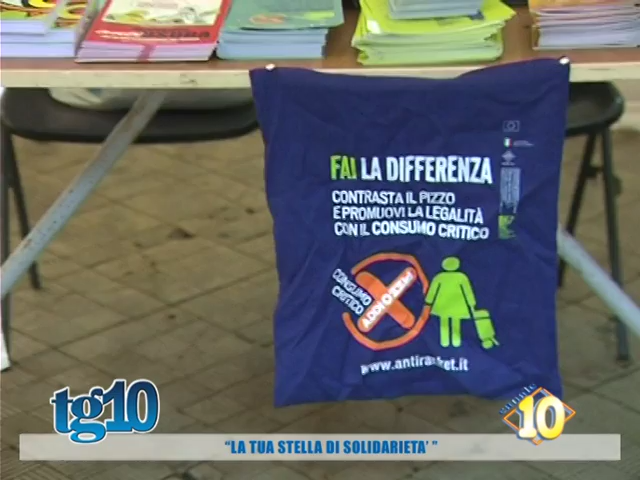 FAI LA DIFFERENZA
CONTRASTA IL PIZZO
E PROMUOVI LA LEGALITÀ
CON IL CONSUMO CRITICO
CONSUMO
CRITICO
ADDIOPIZZO
www.antiracket.it
tg10
10
"LA TUA STELLA DI SOLIDARIETA' "